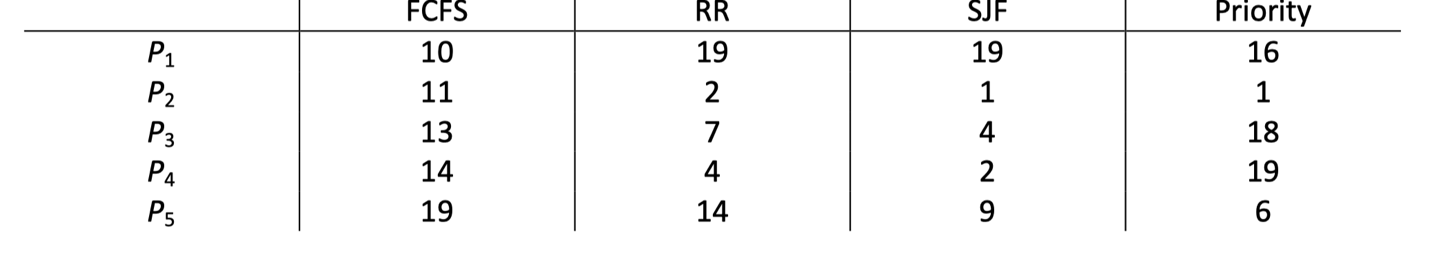 FCFS RR SJF Priority
P1 10 19 19 16
P2 11 2 1 1
P3 13 7 4 18
P4 14 4 2 19
P5 19 14 9 6